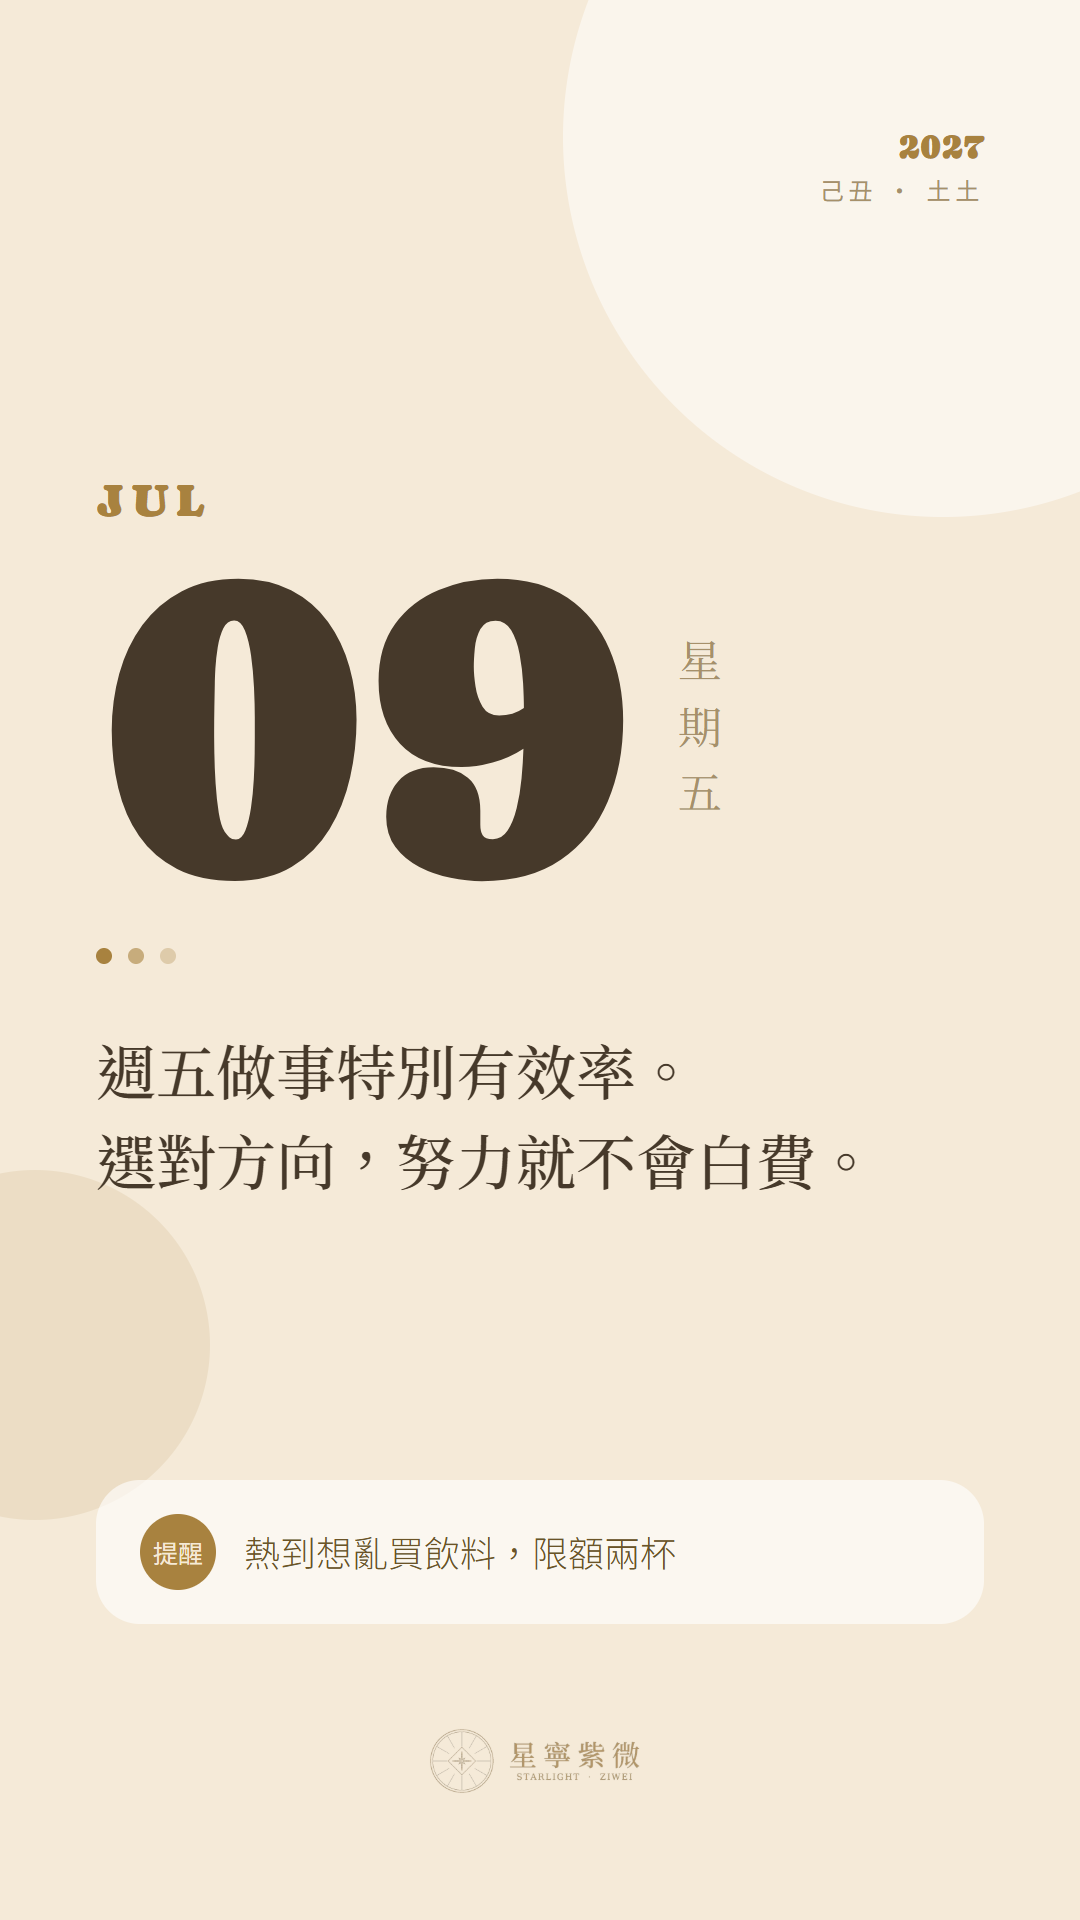 2027
己丑 · 土土
JUL
09
星期五
週五做事特別有效率。
選對方向，努力就不會白費。
提醒
熱到想亂買飲料，限額兩杯
星寧紫微
STARLIGHT · ZIWEI